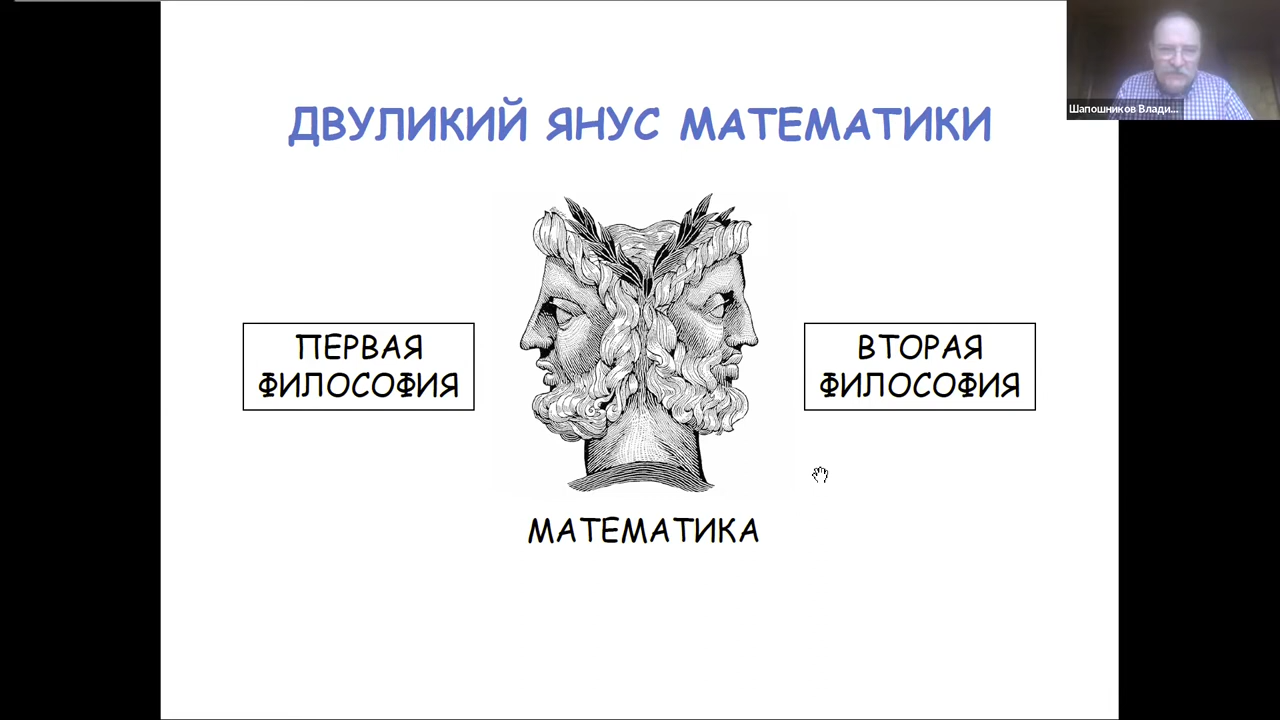 Шапошников Влади...
ДВУЛИКИЙ ЯНУС МАТЕМАТИКИ
ПЕРВАЯ
ФИЛОСОФИЯ
ВТОРАЯ
ФИЛОСОФИЯ
МАТЕМАТИКА